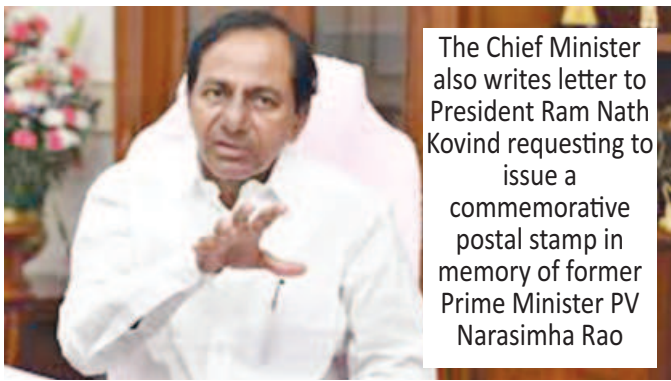 The Chief Minister
also writes letter to
President Ram Nath
Kovind requesting to
issue a
commemorative
postal stamp in
memory of former
Prime Minister PV
Narasimha Rao